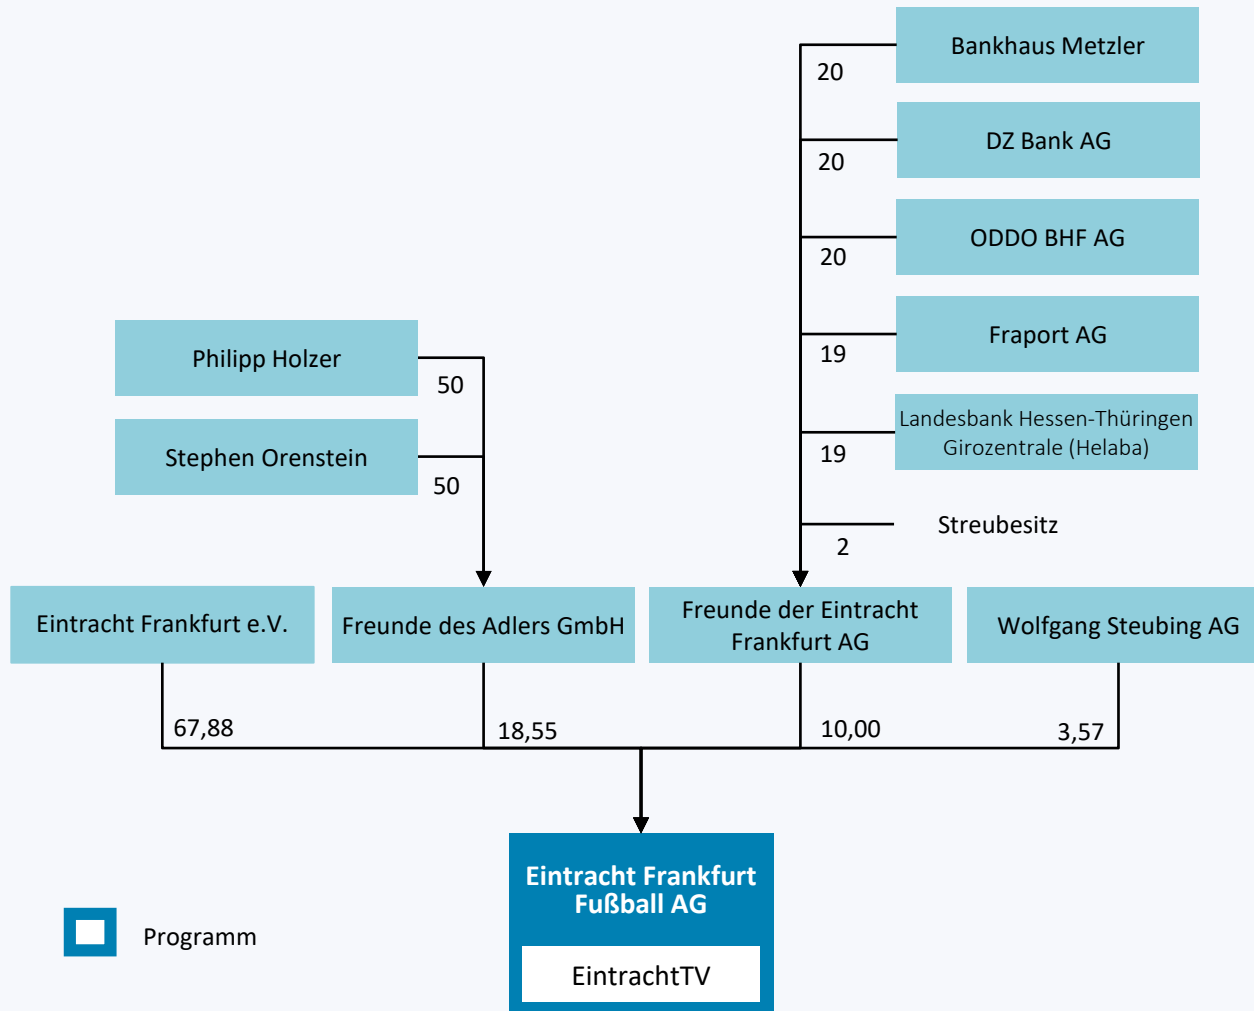 Bankhaus Metzler
20
DZ Bank AG
20
ODDO BHF AG
20
Fraport AG
19
Landesbank Hessen-Thüringen
Girozentrale (Helaba)
19
Streubesitz
2
Philipp Holzer
50
Stephen Orenstein
50
Eintracht Frankfurt e.V.
Freunde des Adlers GmbH
Freunde der Eintracht
Frankfurt AG
Wolfgang Steubing AG
67,88
18,55
10,00
3,57
Eintracht Frankfurt
Fußball AG
EintrachtTV
Programm